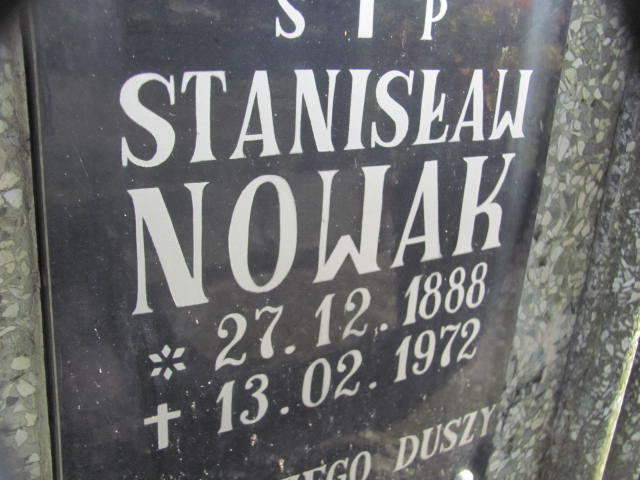 Ś † P
STANISŁAW
NOWAK
* 27.12.1888
† 13.02.1972
DUSZY